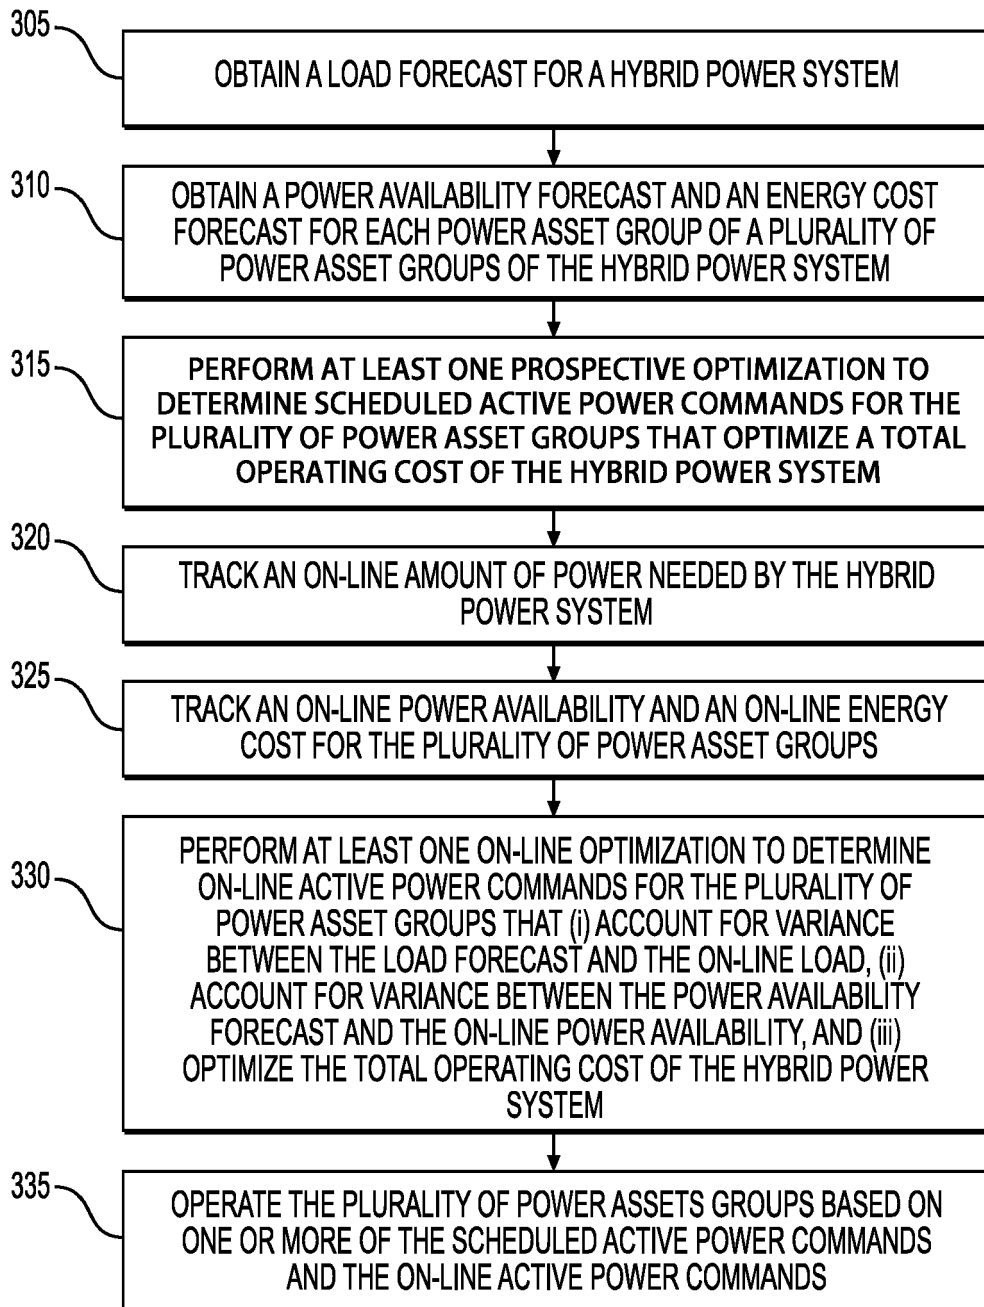 305
OBTAIN A LOAD FORECAST FOR A HYBRID POWER SYSTEM
310
OBTAIN A POWER AVAILABILITY FORECAST AND AN ENERGY COST
FORECAST FOR EACH POWER ASSET GROUP OF A PLURALITY OF
POWER ASSET GROUPS OF THE HYBRID POWER SYSTEM
315
PERFORM AT LEAST ONE PROSPECTIVE OPTIMIZATION TO
DETERMINE SCHEDULED ACTIVE POWER COMMANDS FOR THE
PLURALITY OF POWER ASSET GROUPS THAT OPTIMIZE A TOTAL
OPERATING COST OF THE HYBRID POWER SYSTEM
320
TRACK AN ON-LINE AMOUNT OF POWER NEEDED BY THE HYBRID
POWER SYSTEM
325
TRACK AN ON-LINE POWER AVAILABILITY AND AN ON-LINE ENERGY
COST FOR THE PLURALITY OF POWER ASSET GROUPS
330
PERFORM AT LEAST ONE ON-LINE OPTIMIZATION TO DETERMINE
ON-LINE ACTIVE POWER COMMANDS FOR THE PLURALITY OF
POWER ASSET GROUPS THAT (i) ACCOUNT FOR VARIANCE
BETWEEN THE LOAD FORECAST AND THE ON-LINE LOAD, (ii)
ACCOUNT FOR VARIANCE BETWEEN THE POWER AVAILABILITY
FORECAST AND THE ON-LINE POWER AVAILABILITY, AND (iii)
OPTIMIZE THE TOTAL OPERATING COST OF THE HYBRID POWER
SYSTEM
335
OPERATE THE PLURALITY OF POWER ASSETS GROUPS BASED ON
ONE OR MORE OF THE SCHEDULED ACTIVE POWER COMMANDS
AND THE ON-LINE ACTIVE POWER COMMANDS